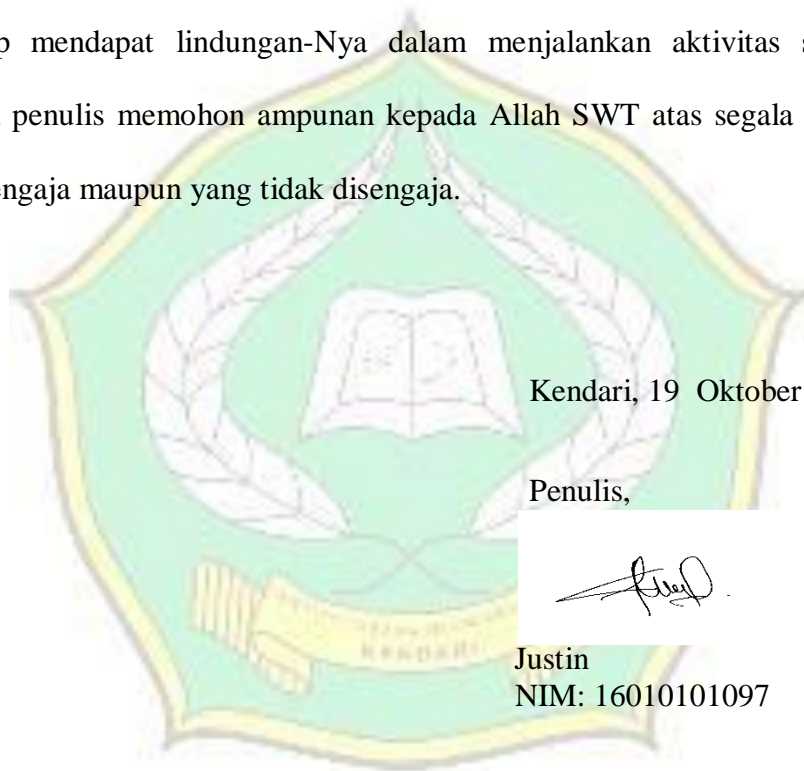 mendapat lindungan-Nya dalam menjalankan aktivitas
penulis memohon ampunan kepada Allah SWT atas segala
maupun yang tidak disengaja.
Kendari, 19 Oktober
Penulis,
KENDARI
Justin
NIM: 16010101097